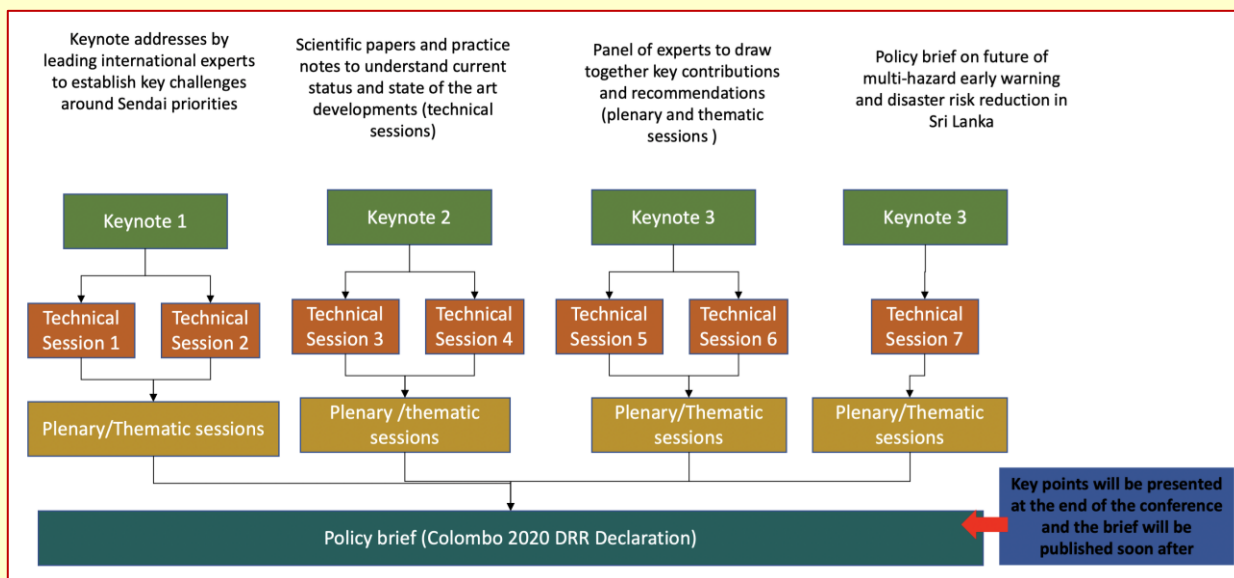 Keynote addresses by
leading international experts
to establish key challenges
around Sendai priorities
Scientific papers and practice
notes to understand current
status and state of the art
developments (technical
sessions)
Panel of experts to draw
together key contributions
and recommendations
(plenary and thematic
sessions )
Policy brief on future of
multi-hazard early warning
and disaster risk reduction in
Sri Lanka
Keynote 1
Keynote 2
Keynote 3
Keynote 3
Technical
Session 1
Technical
Session 2
Technical
Session 3
Technical
Session 4
Technical
Session 5
Technical
Session 6
Technical
Session 7
Plenary/Thematic sessions
Plenary /thematic
sessions
Plenary/Thematic
sessions
Plenary/Thematic
sessions
Policy brief (Colombo 2020 DRR Declaration)
Key points will be presented
at the end of the conference
and the brief will be
published soon after